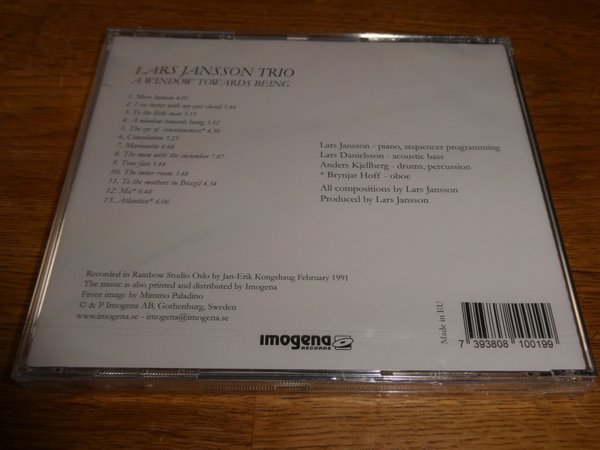 LARS JANSSON TRIO
A WINDOW TOWARDS BEING
1. More human 4.01
2. I see better with my eyes closed 5.44
3. To the little man 5.15
4. A window towards being 5.52
5. The eye of consciousness* 4.50
6. Consolation 5.29
7. Marionette 4.48
8. The man with the cucumber 7.07
9. True face 5.44
10. The inner room 3.48
11. To the mothers in Brazil 4.34
12. Ma* 0.48
13. Atlantico* 6.06
Lars Jansson - piano, sequencer programming
Lars Danielsson - acoustic bass
Anders Kjellberg - drums, percussion
* Brynjar Hoff - oboe
All compositions by Lars Jansson
Produced by Lars Jansson
Recorded in Rainbow Studio Oslo by Jan-Erik Kongshaug February 1991
The music is also printed and distributed by Imogena
Front image by Mimmo Paladino
© & P Imogena AB, Gothenburg, Sweden
www.imogena.se - imogena@imogena.se
imogena
RECORDS
Made in EU
7 393808 100199